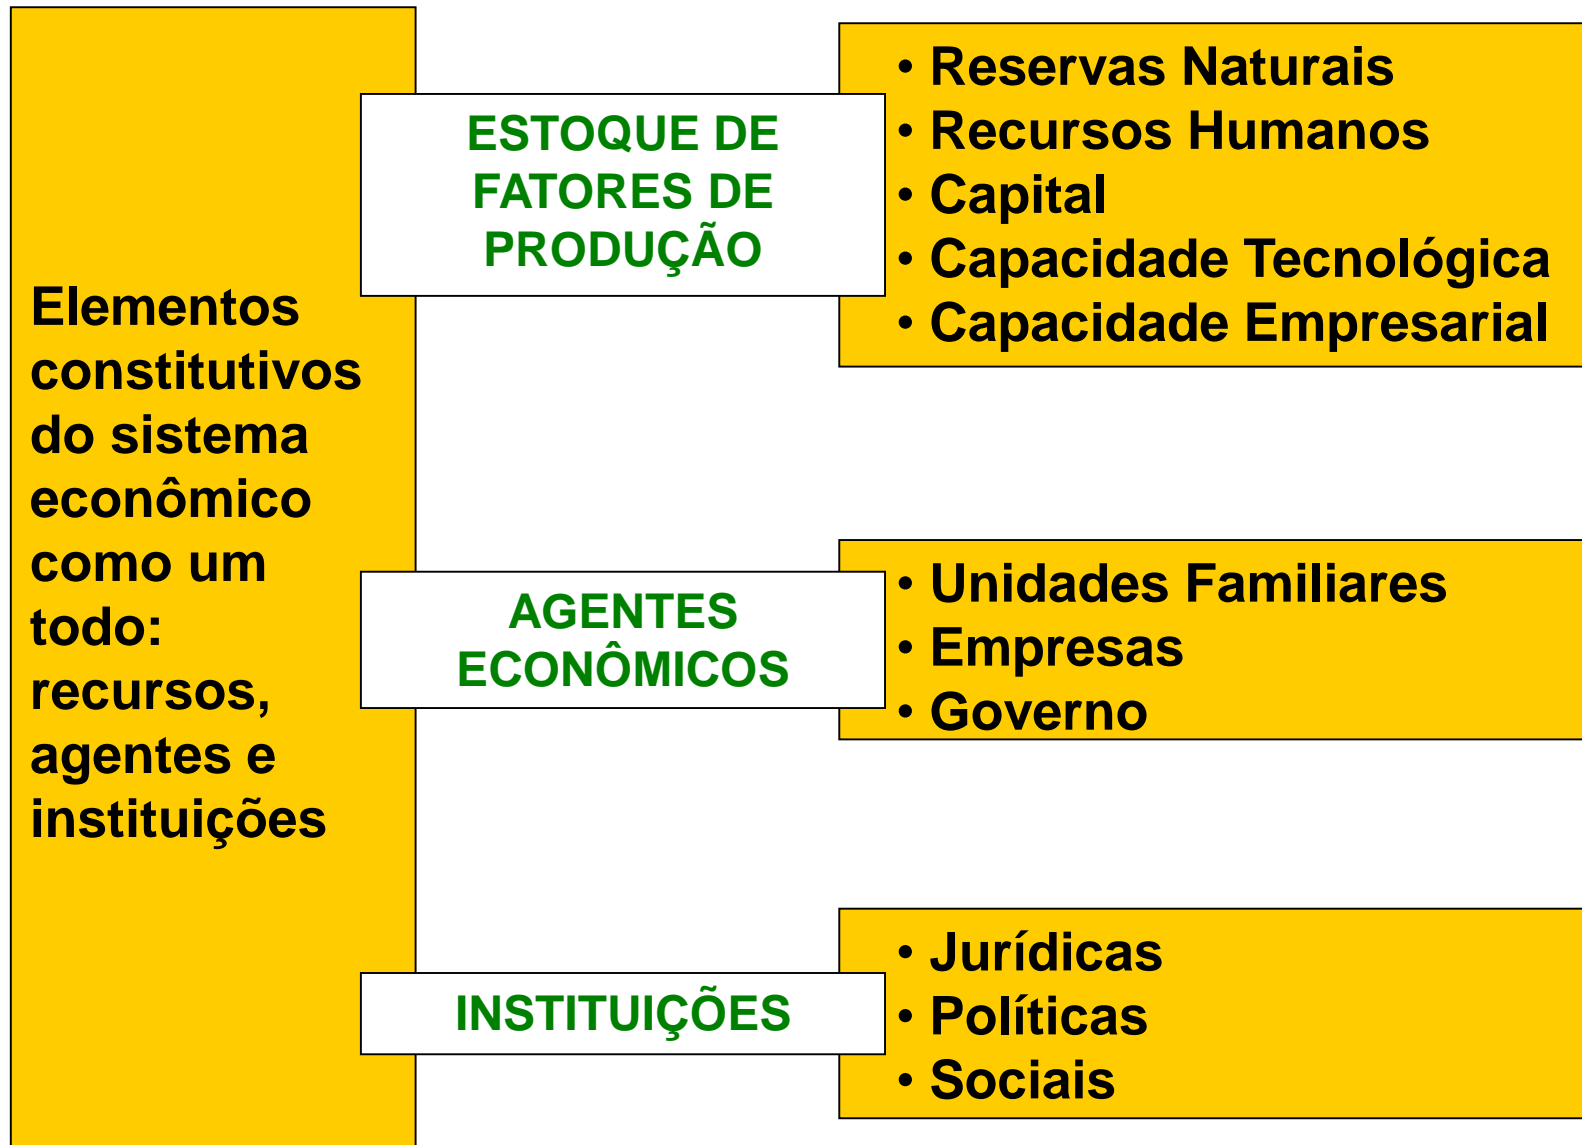 Elementos
constitutivos
do sistema
econômico
como um
todo:
recursos,
agentes e
instituições
ESTOQUE DE
FATORES DE
PRODUÇÃO
• Reservas Naturais
• Recursos Humanos
• Capital
• Capacidade Tecnológica
• Capacidade Empresarial
AGENTES
ECONÔMICOS
• Unidades Familiares
• Empresas
• Governo
INSTITUIÇÕES
• Jurídicas
• Políticas
• Sociais